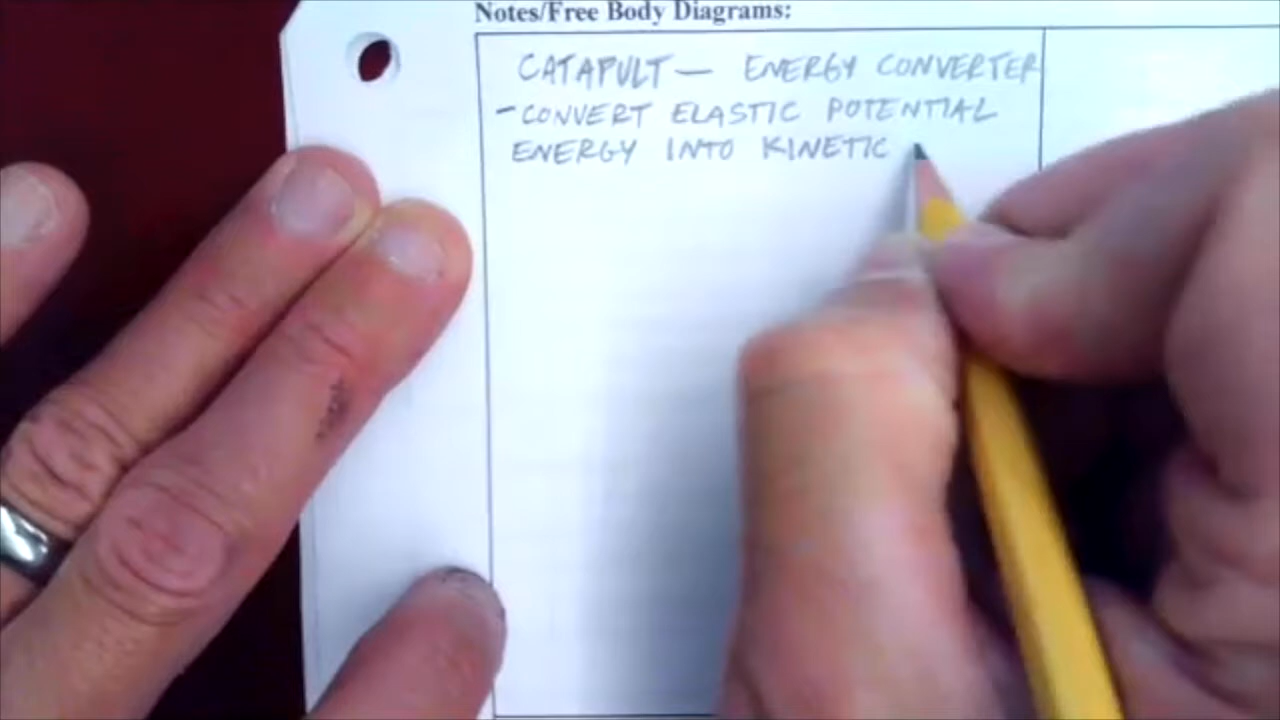 Notes/Free Body Diagrams:
CATAPULT — ENERGY CONVERTER
- CONVERT ELASTIC POTENTIAL
ENERGY INTO KINETIC